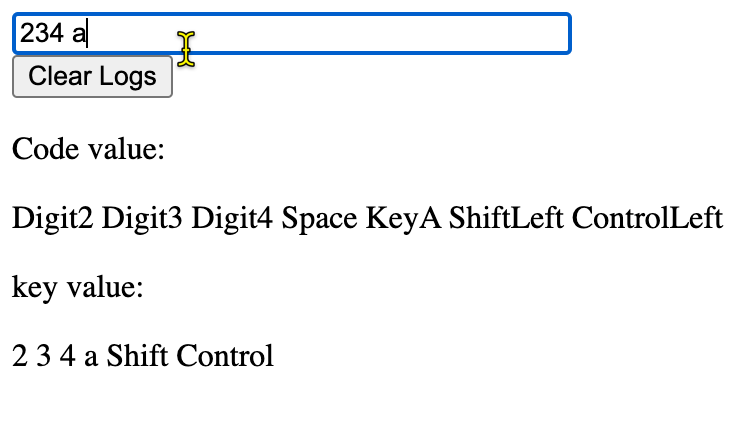 234 a
Clear Logs
Code value:
Digit2 Digit3 Digit4 Space KeyA ShiftLeft ControlLeft
key value:
2 3 4 a Shift Control